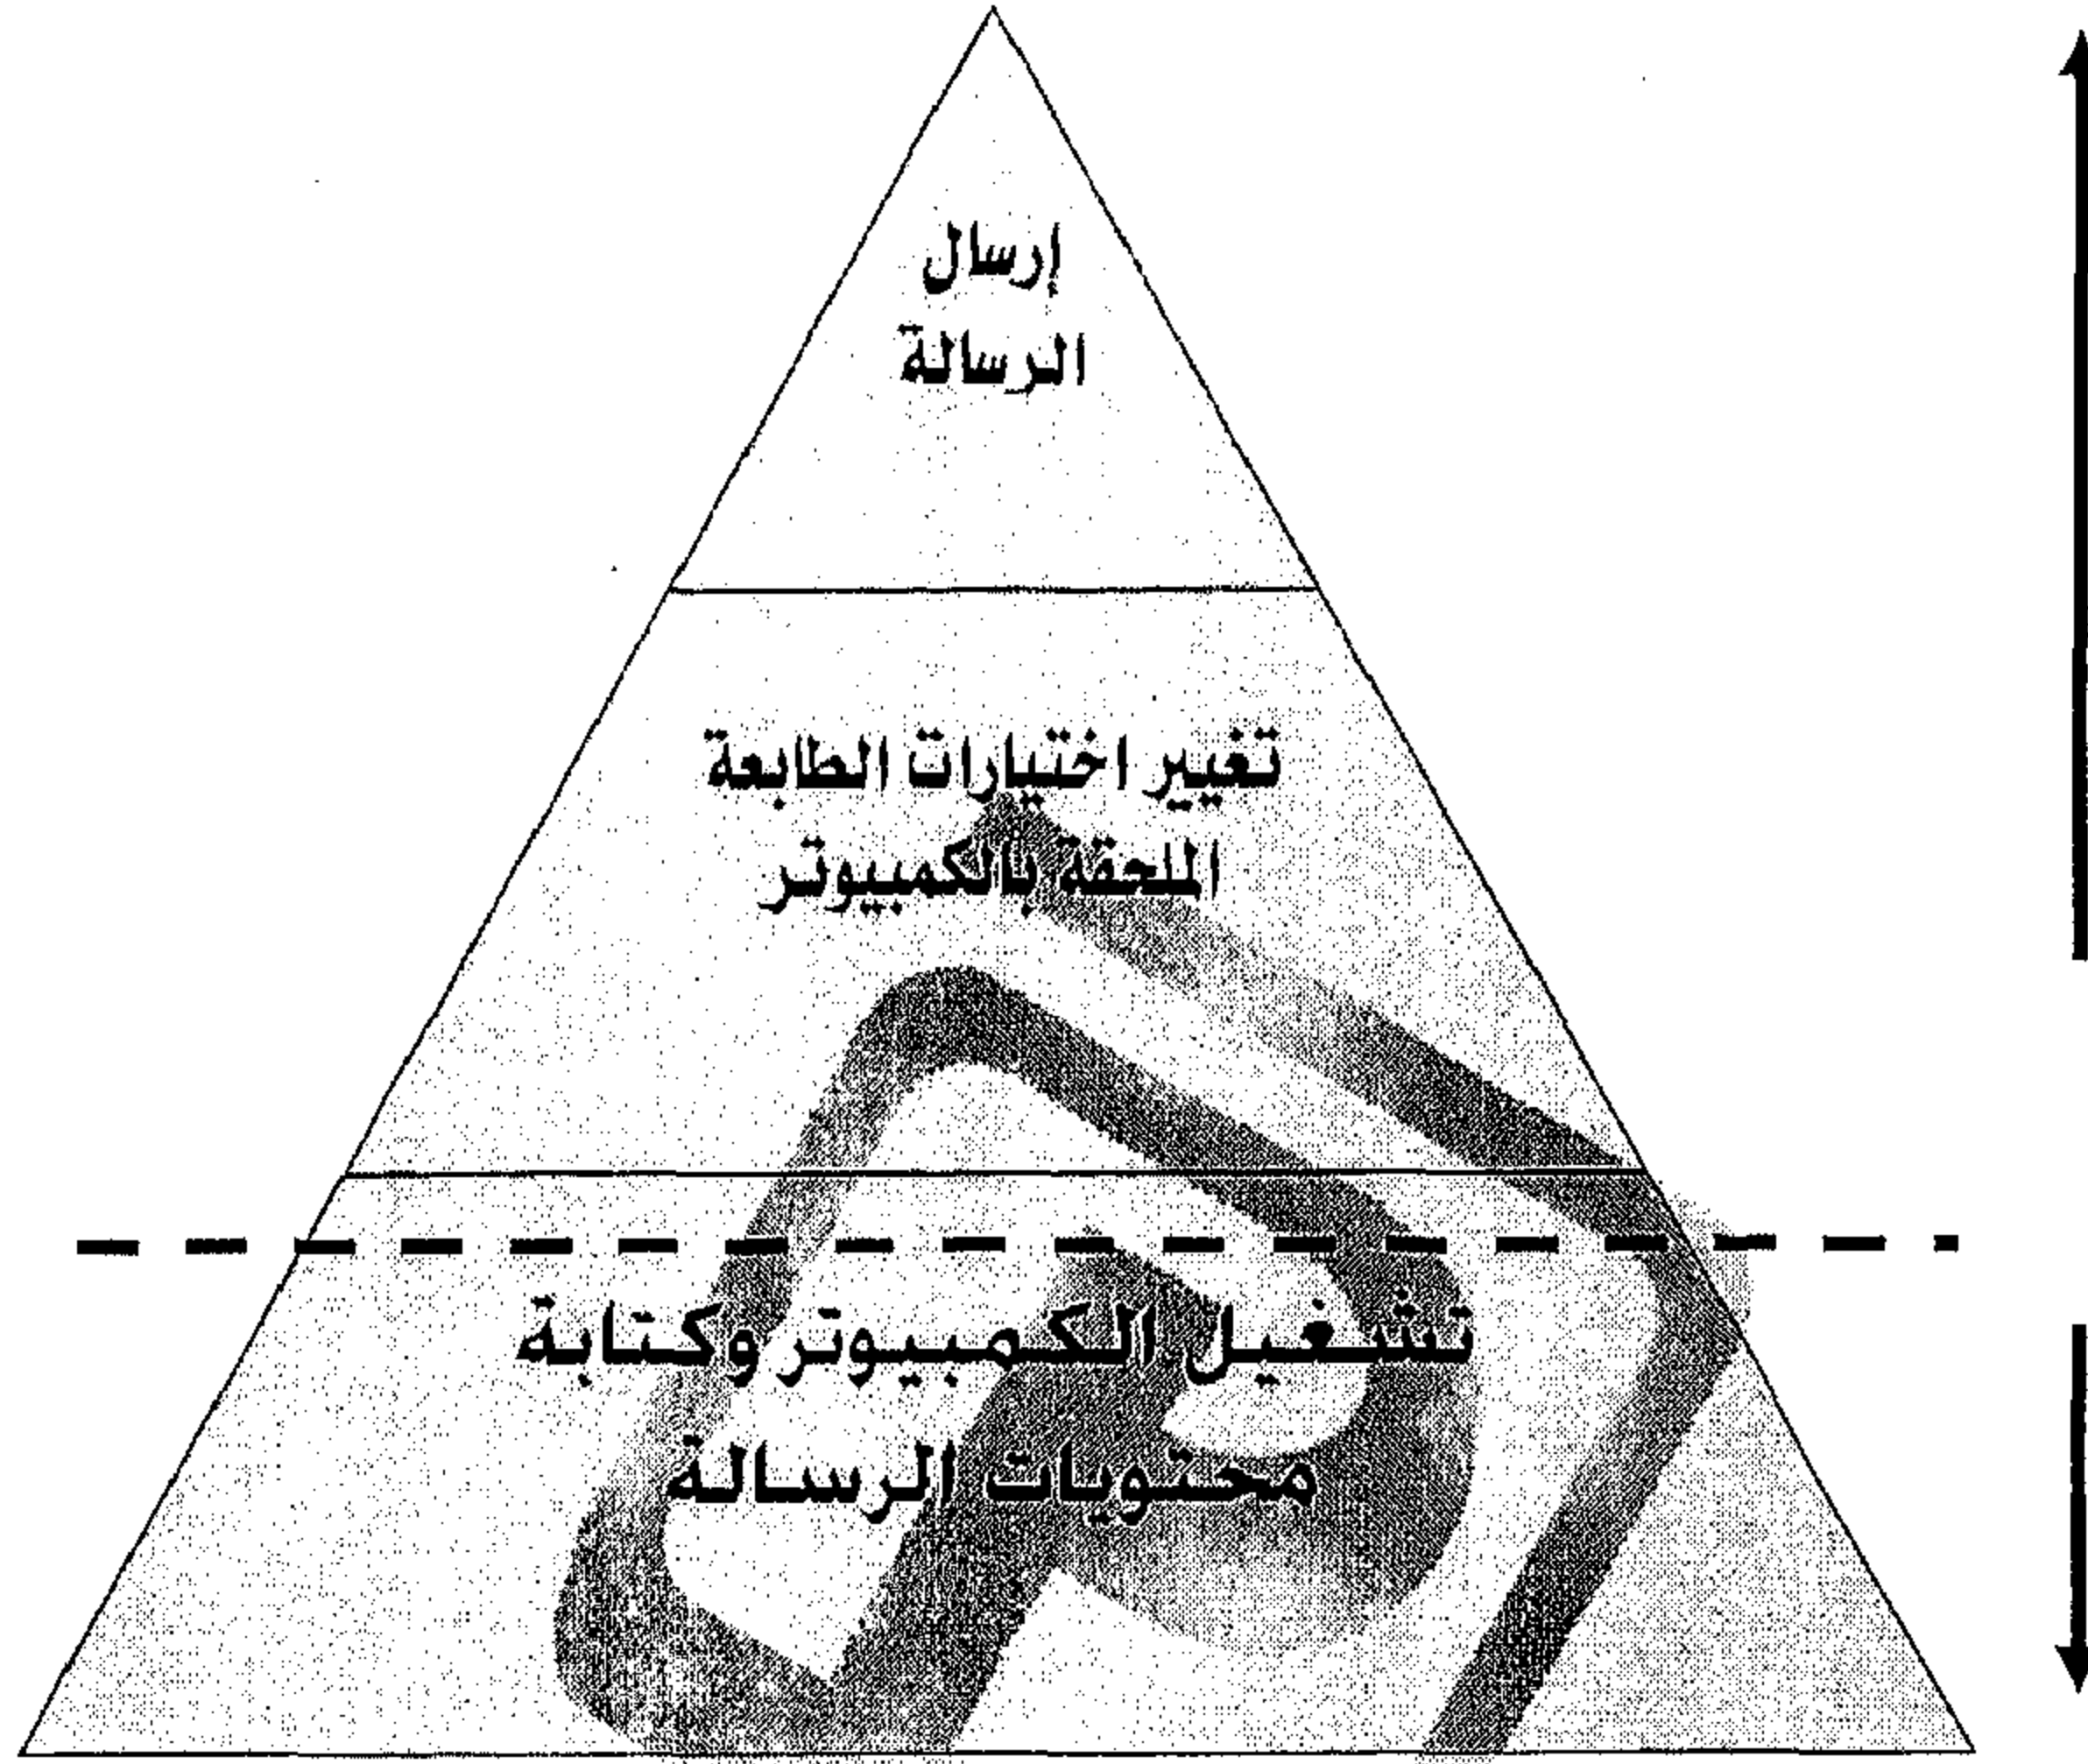 إرسال
الرسالة
تغيير اختيارات الطابعة
الملحقة بالكمبيوتر
تشغيل الكمبيوتر وكتابة
محتويات الرسالة